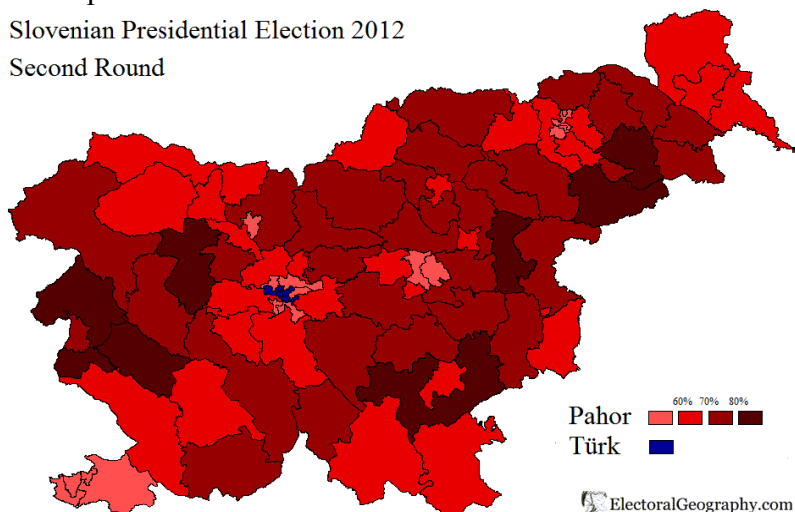 Slovenian Presidential Election 2012
Second Round
60% 70% 80%
Pahor
Türk
ElectoralGeography.com